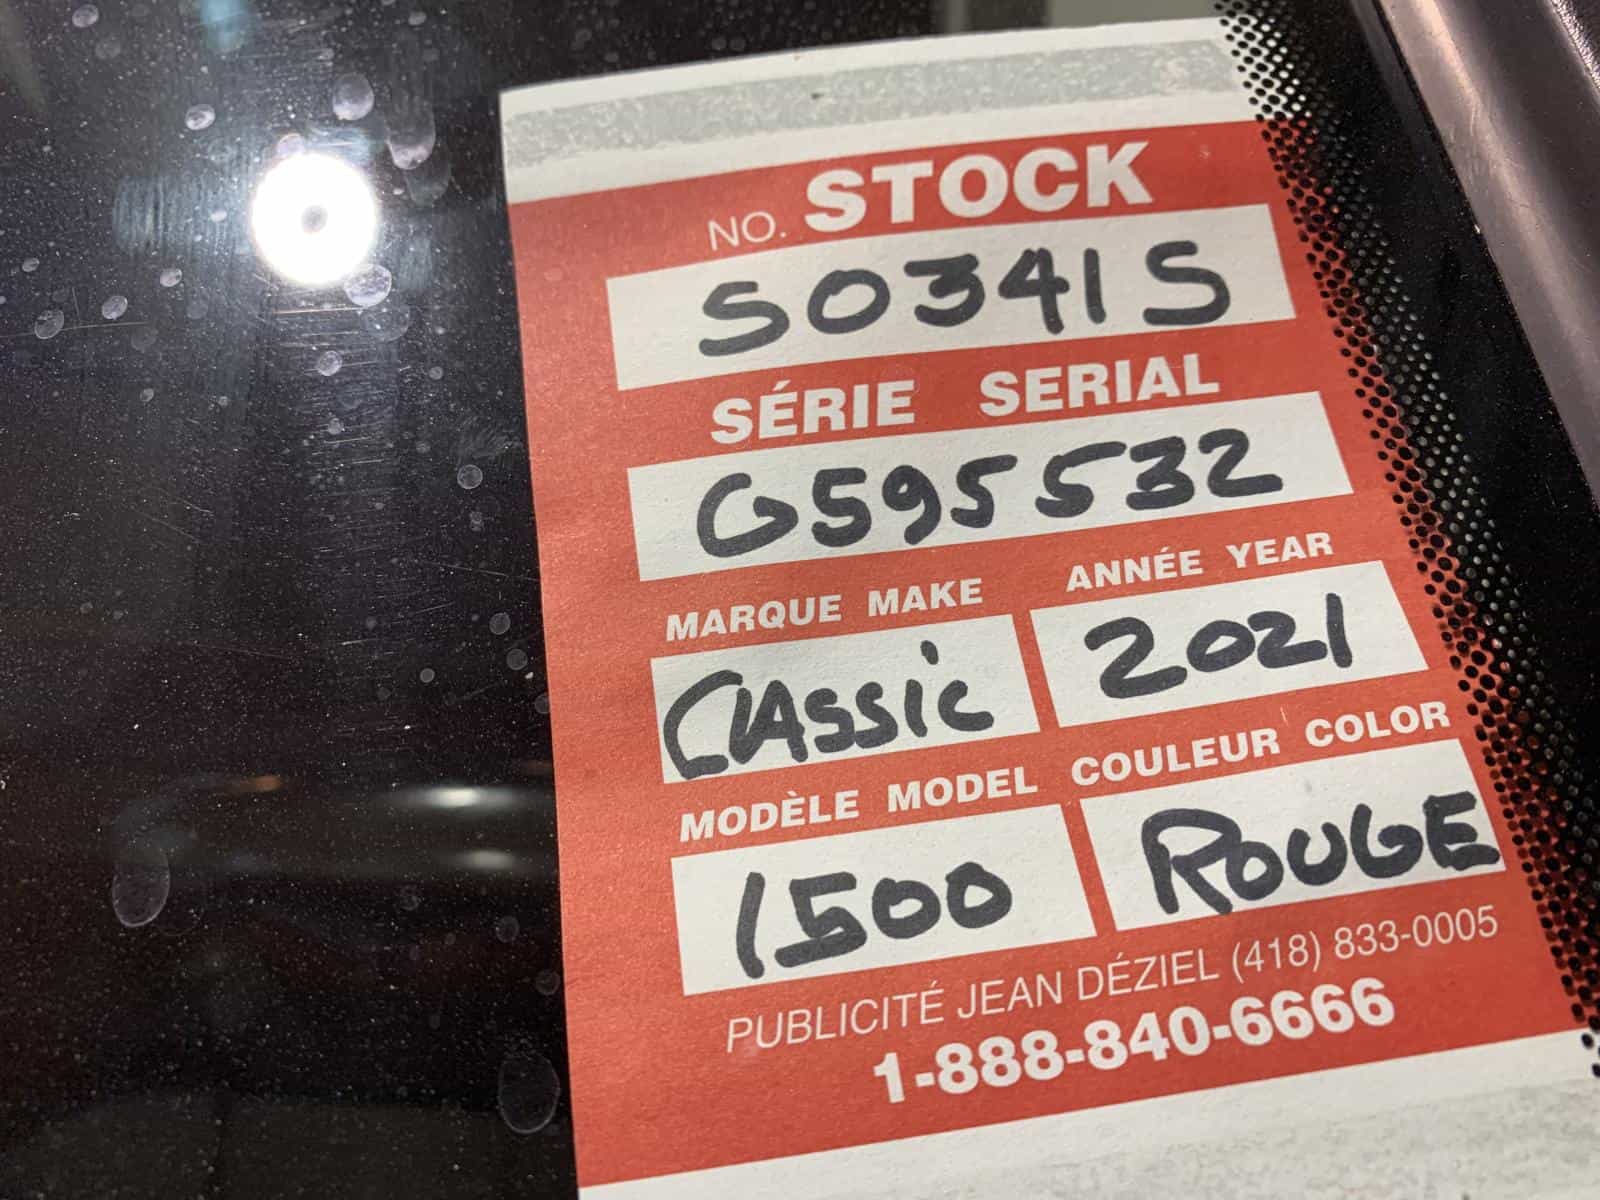 NO. STOCK
S0341S
SÉRIE SERIAL
G595532
MARQUE MAKE ANNÉE YEAR
ClAssic 2021
MODÈLE MODEL COULEUR COLOR
1500 ROUGE
PUBLICITÉ JEAN DÉZIEL (418) 833-0005
1-888-840-6666